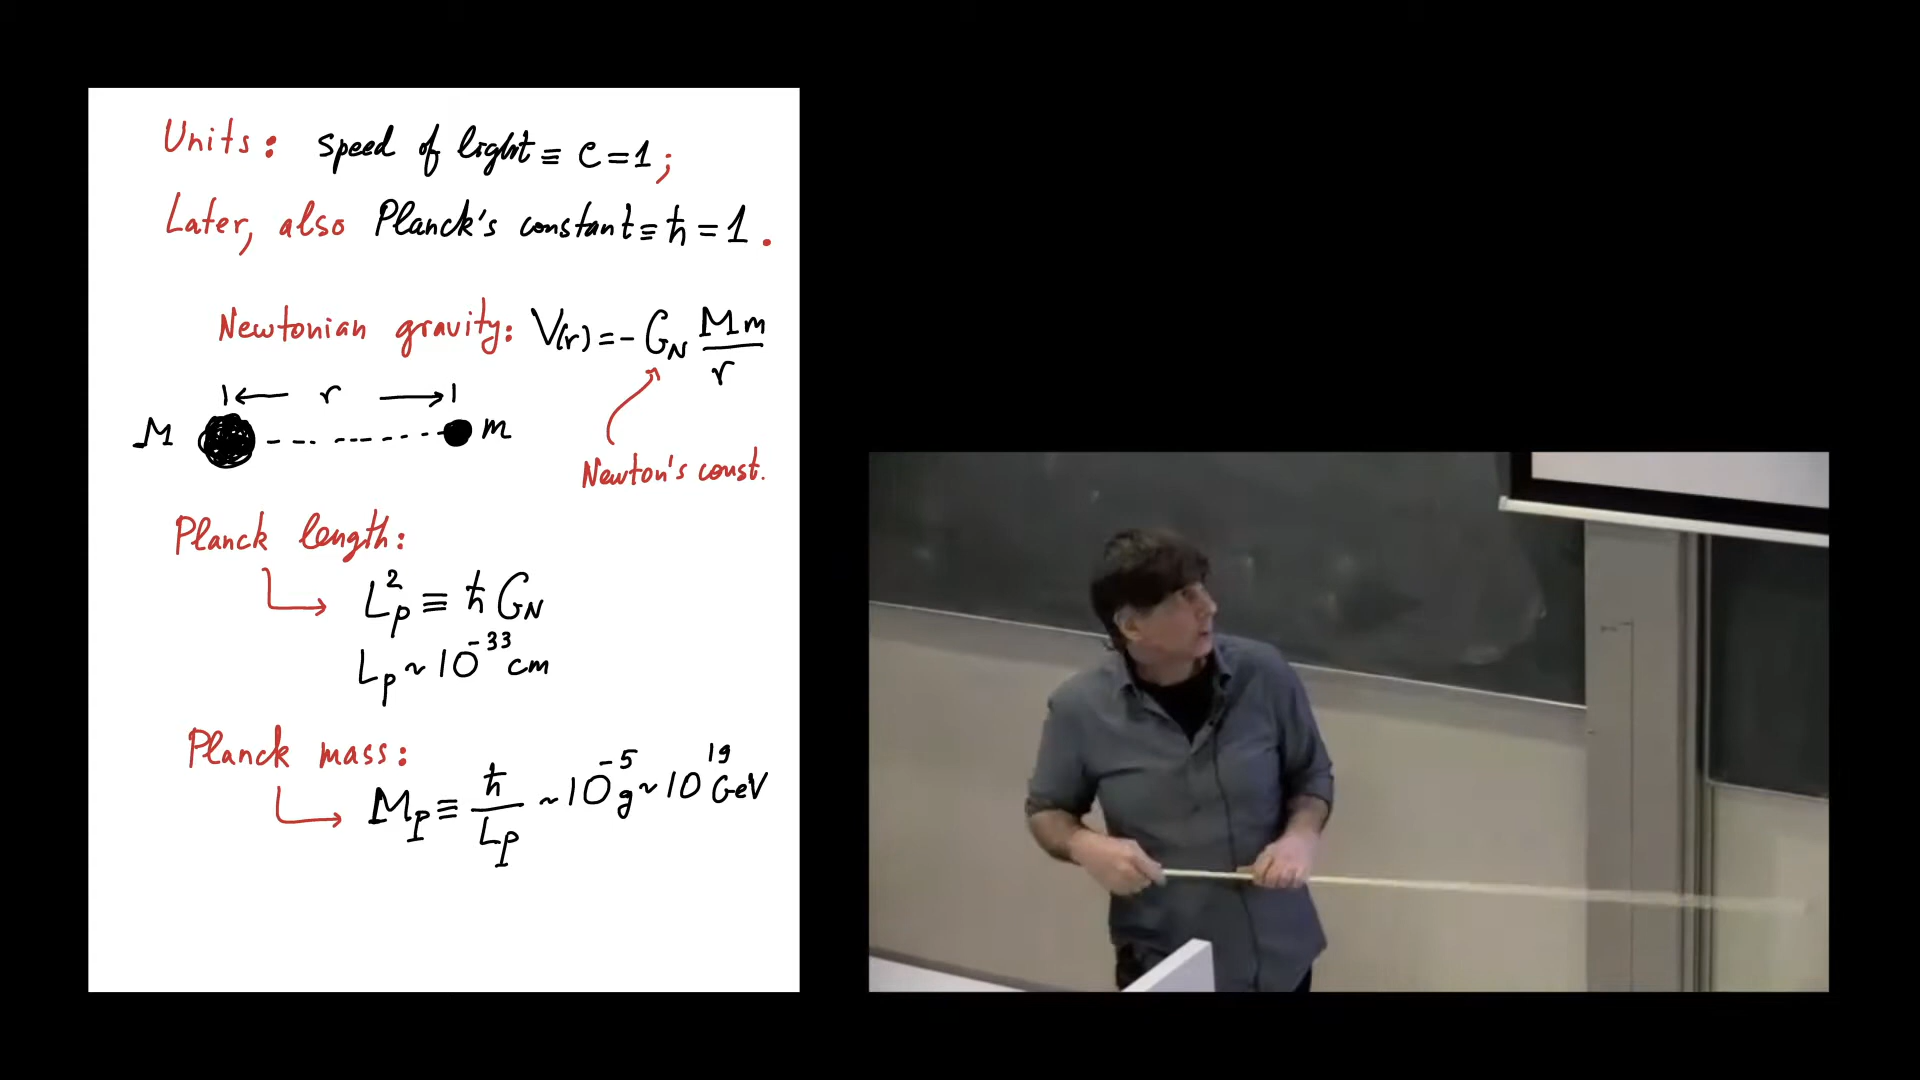 Units: speed of light ≡ c = 1;
Later, also Planck's constant ≡ ħ = 1.
Newtonian gravity: V(r) = - G_N Mm/r
|← r →|
M m
Newton's const.
Planck length:
L_p^2 ≡ ħ G_N
L_p ~ 10^-33 cm
Planck mass:
M_p ≡ ħ/L_p ~ 10^-5 g ~ 10^19 GeV